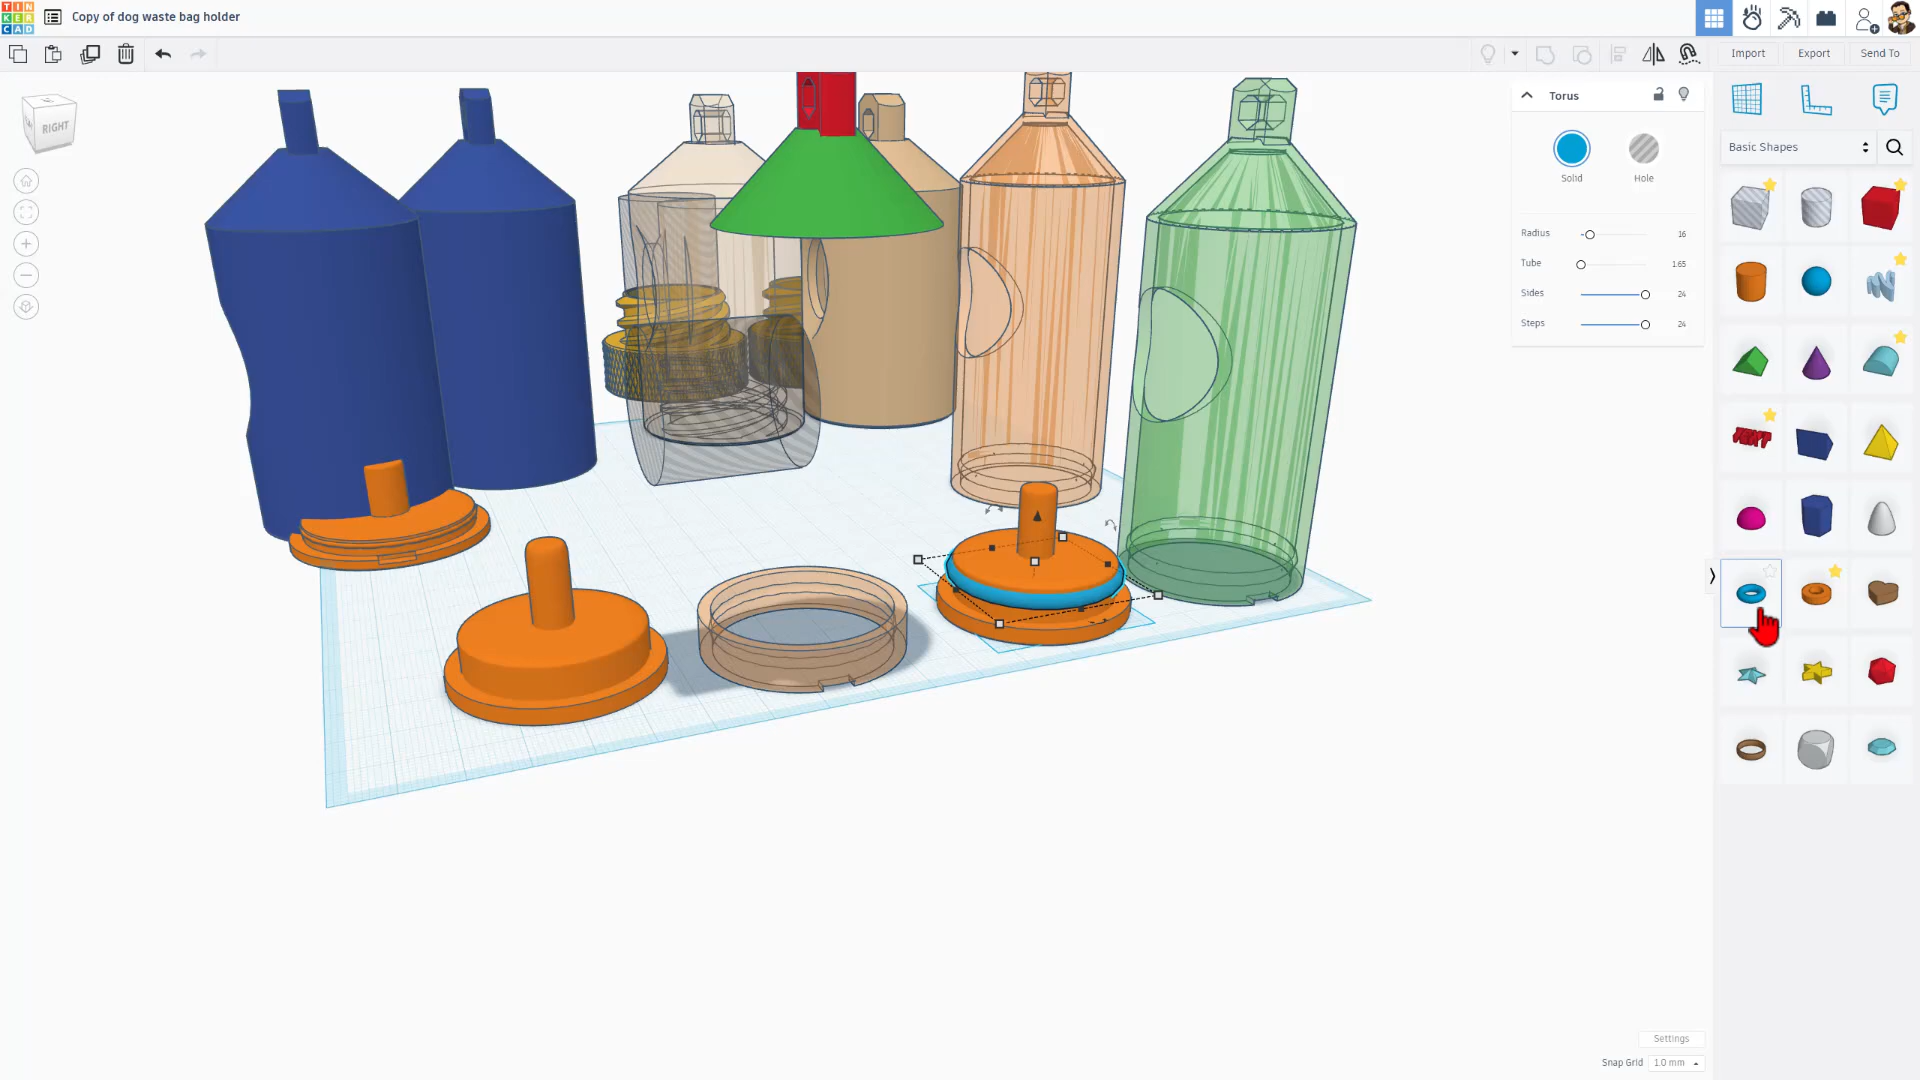 TIN
KER
CAD
Copy of dog waste bag holder
Import
Export
Send To
RIGHT
Torus
Solid
Hole
Radius
16
Tube
1.65
Sides
24
Steps
24
Basic Shapes
TEXT
Settings
Snap Grid
1.0 mm